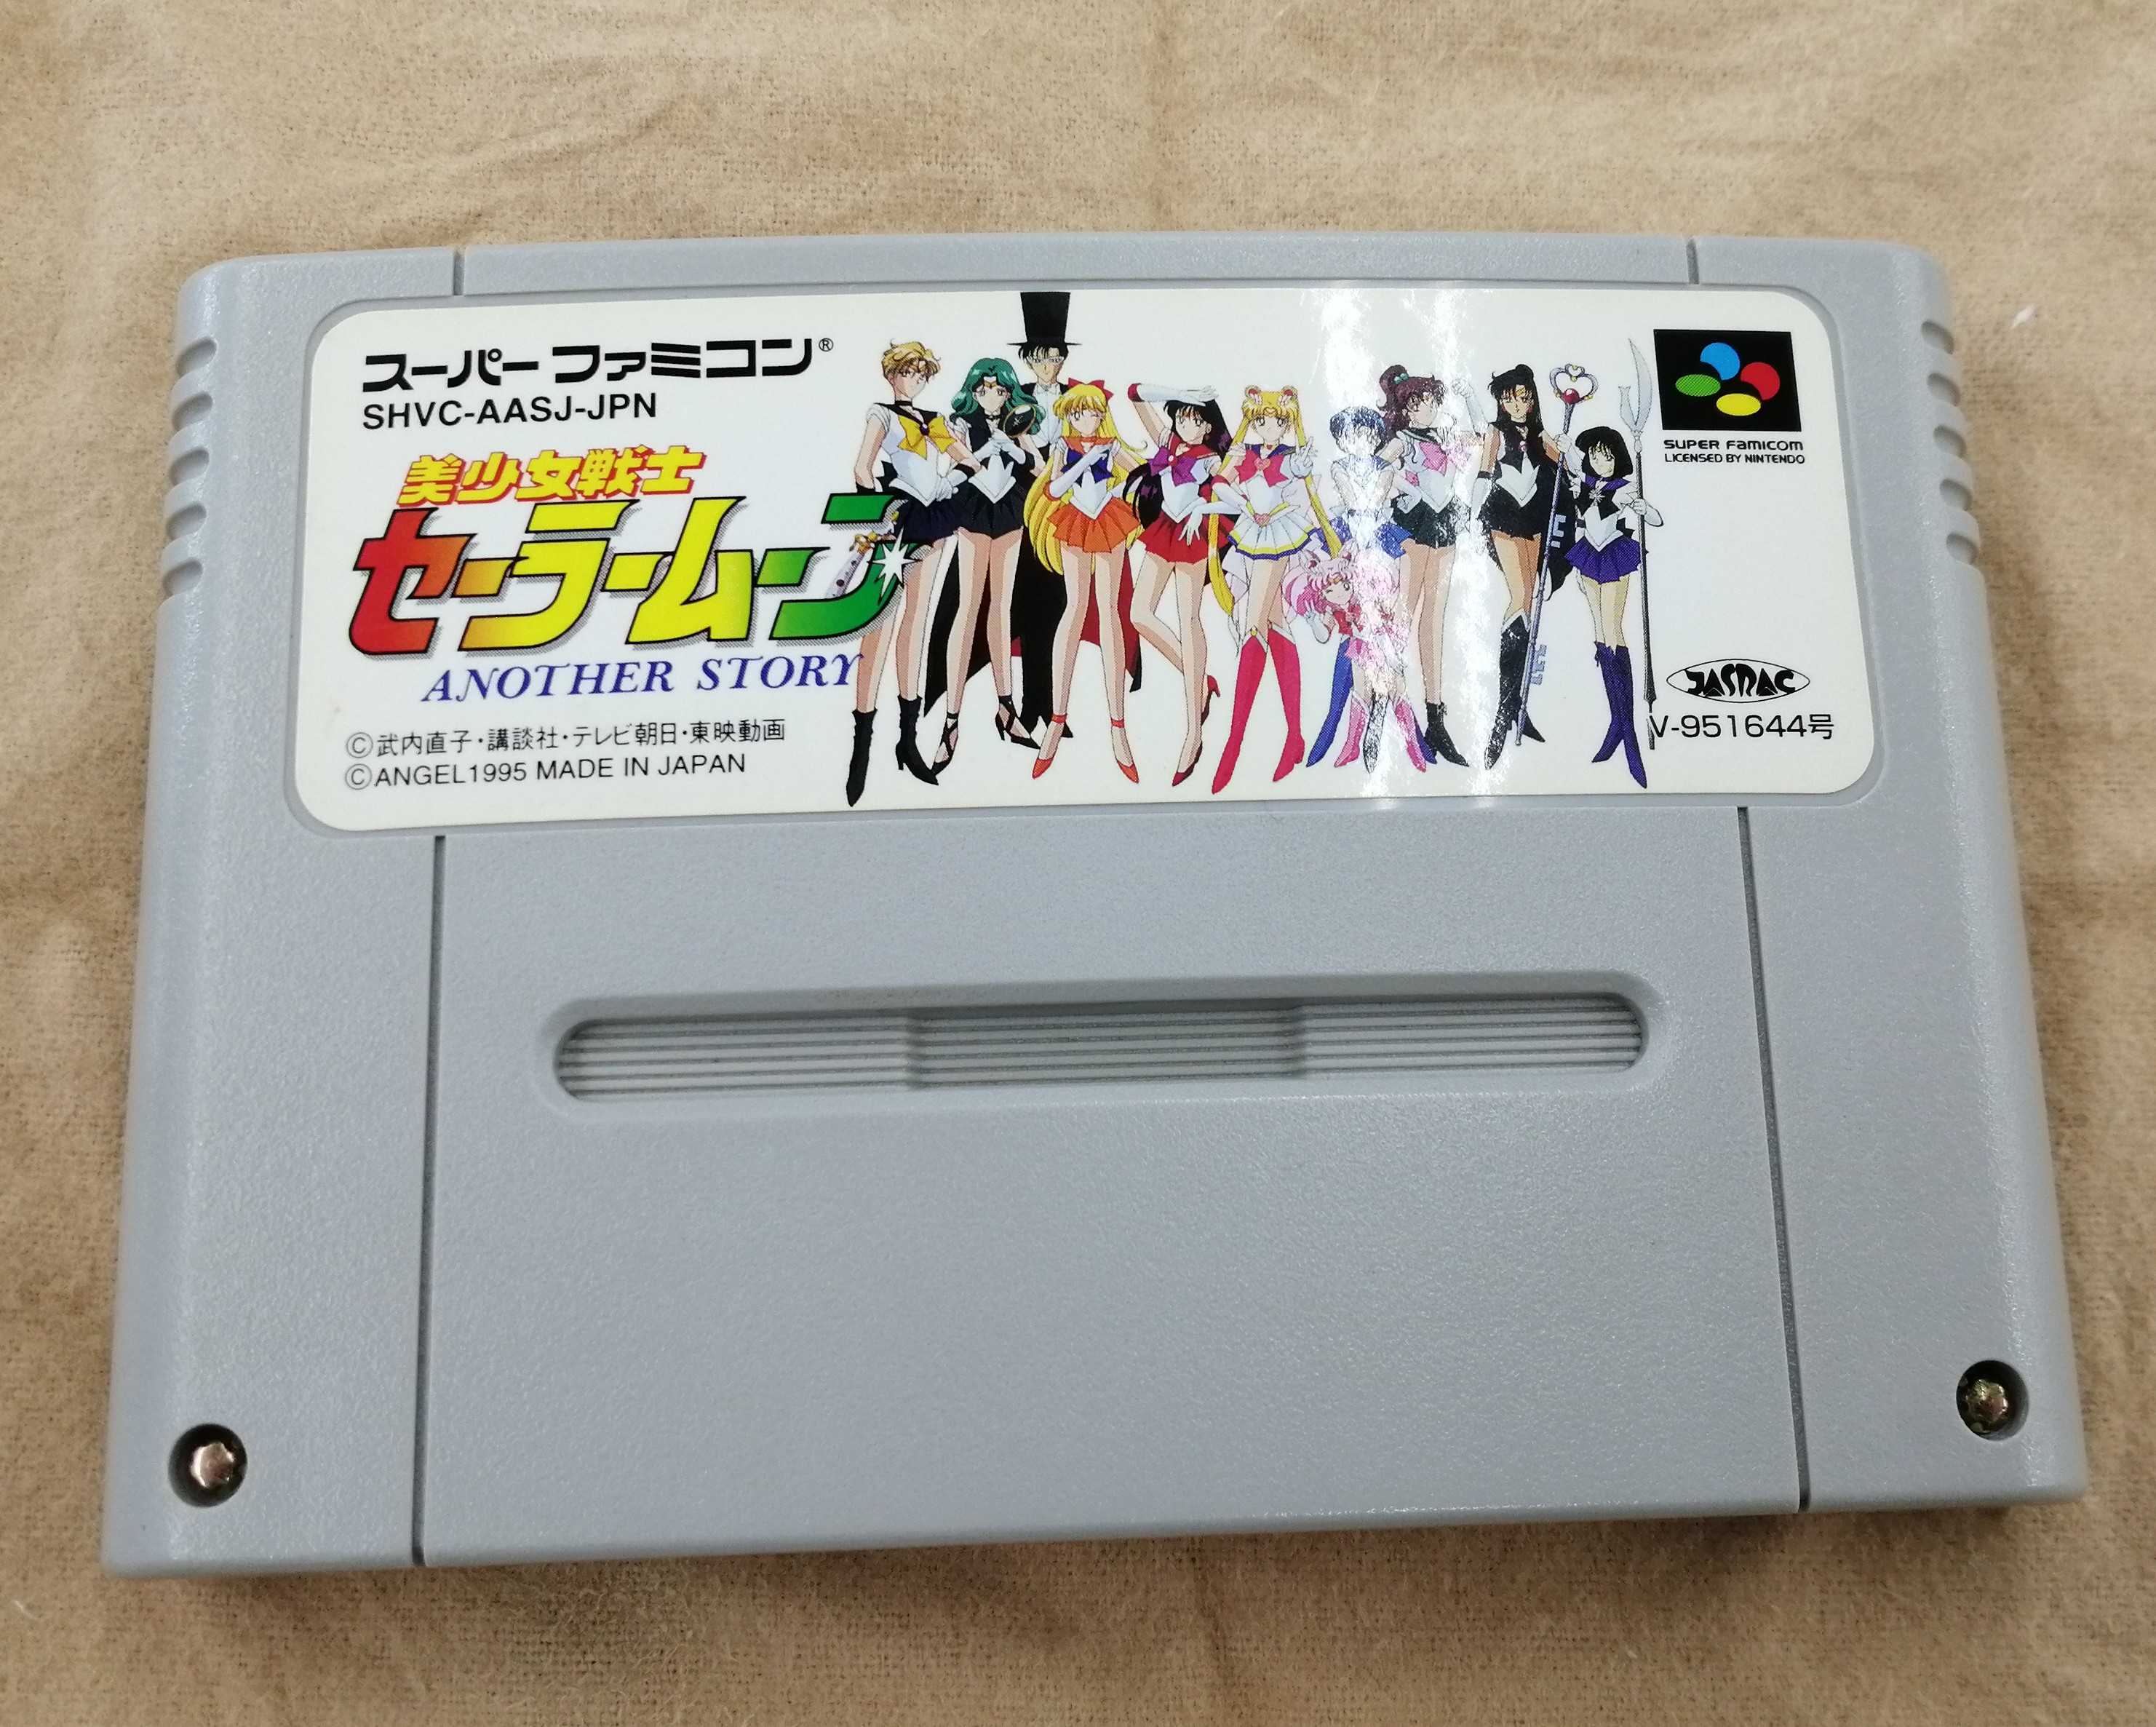 スーパーファミコン®
SHVC-AASJ-JPN
美少女戦士
セーラームーン
ANOTHER STORY
©武内直子・講談社・テレビ朝日・東映動画
©ANGEL1995 MADE IN JAPAN
SUPER FAMICOM
LICENSED BY NINTENDO
JASRAC
V-951644号